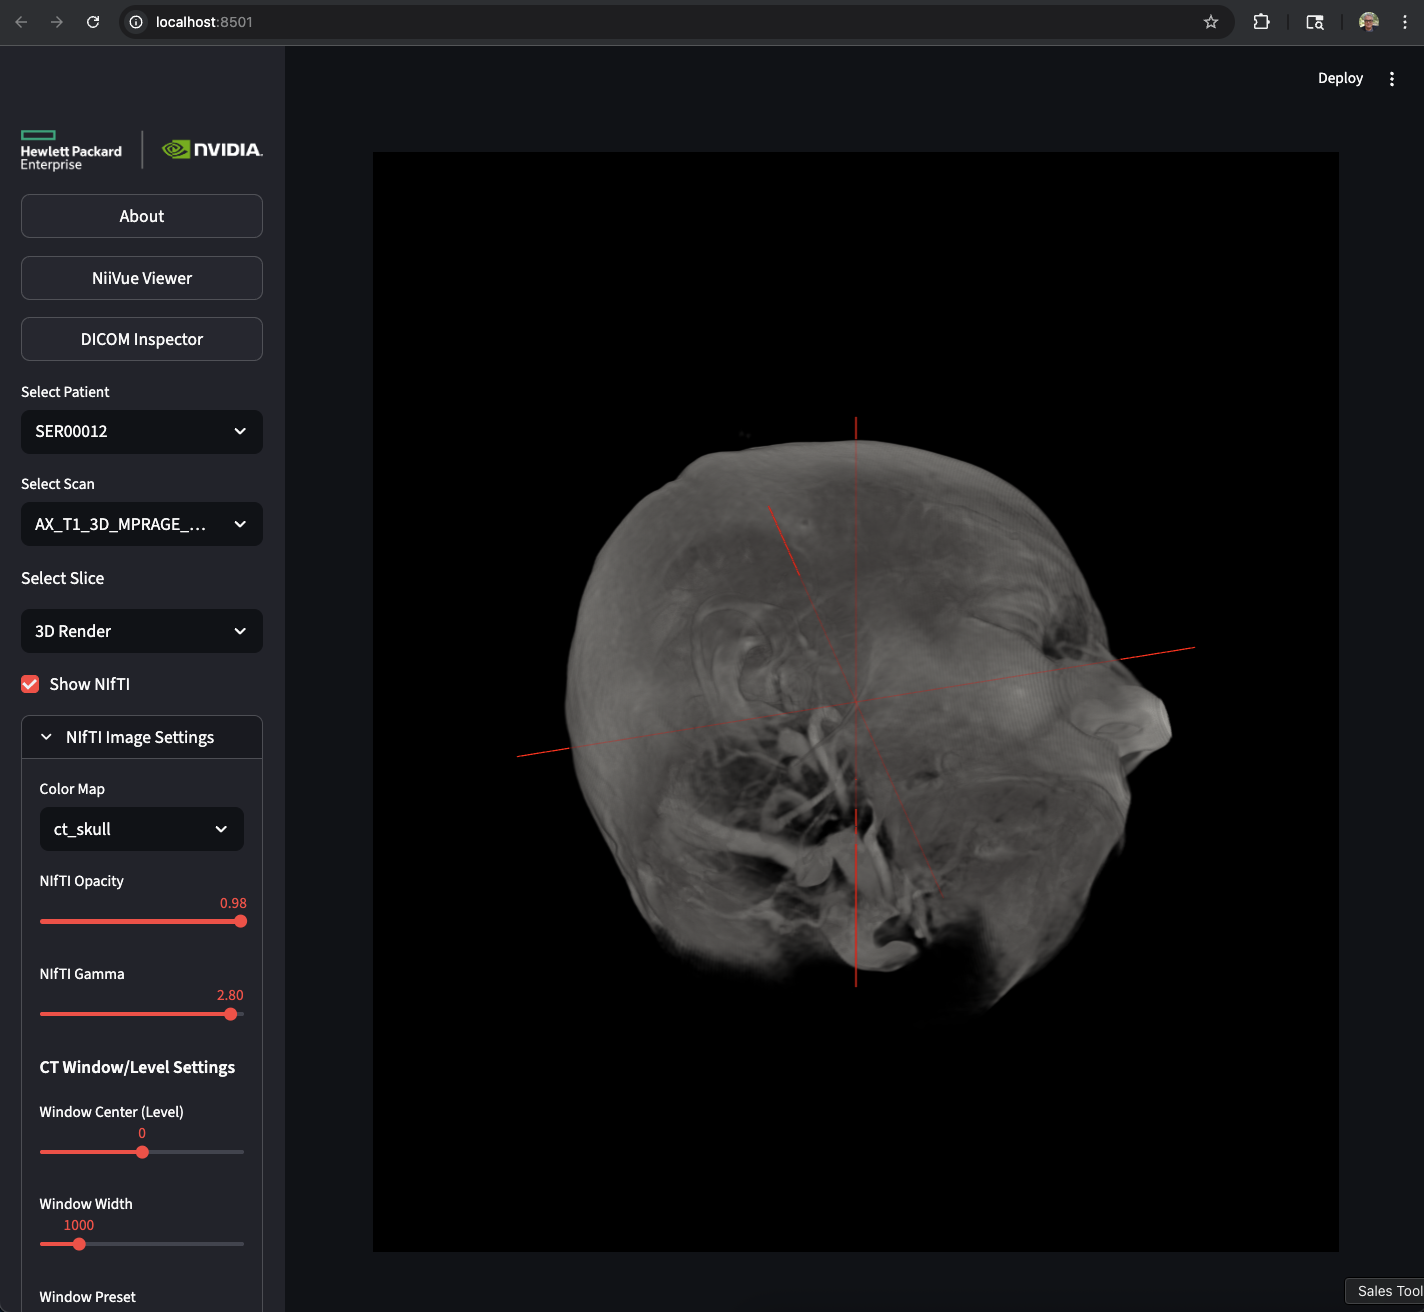 localhost:8501
Deploy
Hewlett Packard
Enterprise
NVIDIA.
About
NiiVue Viewer
DICOM Inspector
Select Patient
SER00012
Select Scan
AX_T1_3D_MPRAGE_...
Select Slice
3D Render
Show NIfTI
NIfTI Image Settings
Color Map
ct_skull
NIfTI Opacity
0.98
NIfTI Gamma
2.80
CT Window/Level Settings
Window Center (Level)
0
Window Width
1000
Window Preset
Sales Tool